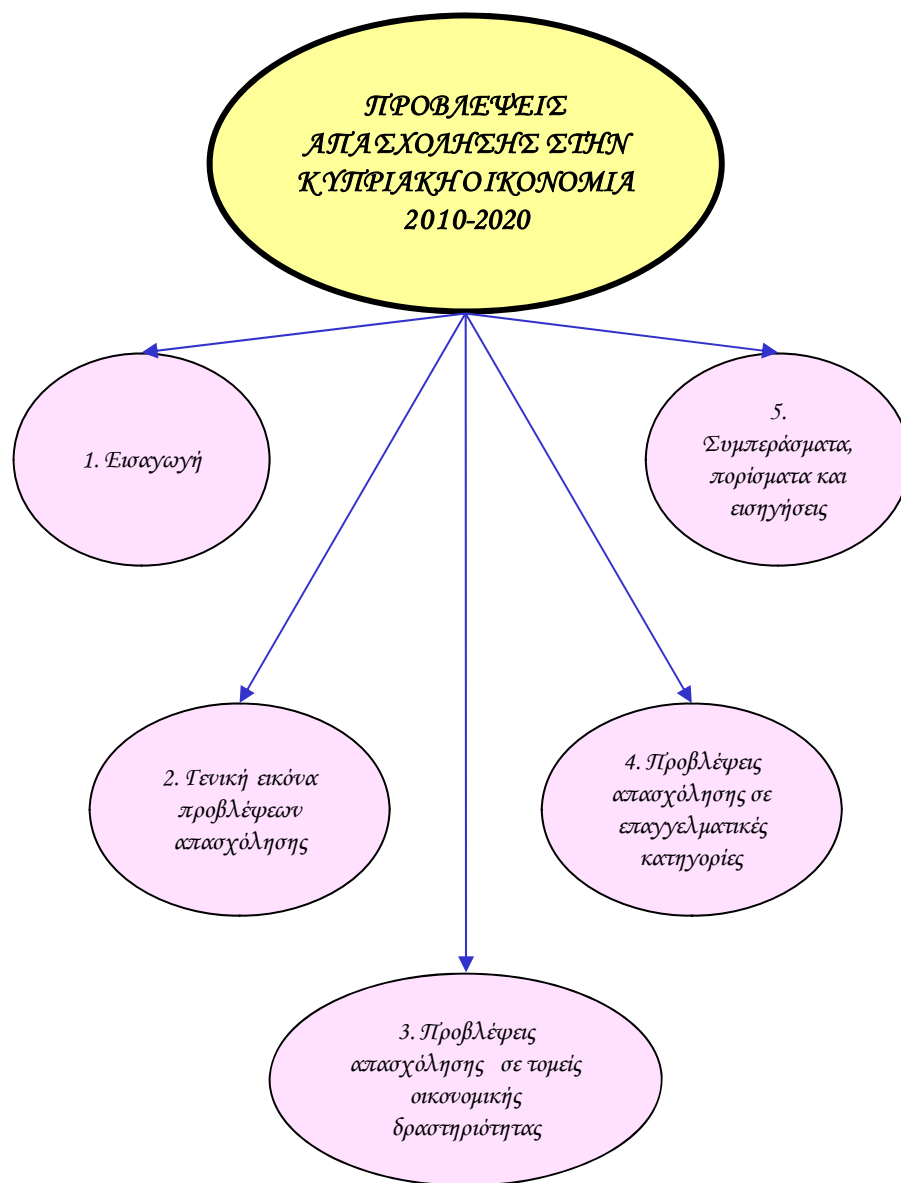 ΠΡΟΒΛΕΨΕΙΣ
ΑΠΑΣΧΟΛΗΣΗΣ ΣΤΗΝ
ΚΥΠΡΙΑΚΗ ΟΙΚΟΝΟΜΙΑ
2010-2020
1. Εισαγωγή
5.
Συμπεράσματα,
πορίσματα και
εισηγήσεις
2. Γενική εικόνα
προβλέψεων
απασχόλησης
4. Προβλέψεις
απασχόλησης σε
επαγγελματικές
κατηγορίες
3. Προβλέψεις
απασχόλησης σε τομείς
οικονομικής
δραστηριότητας